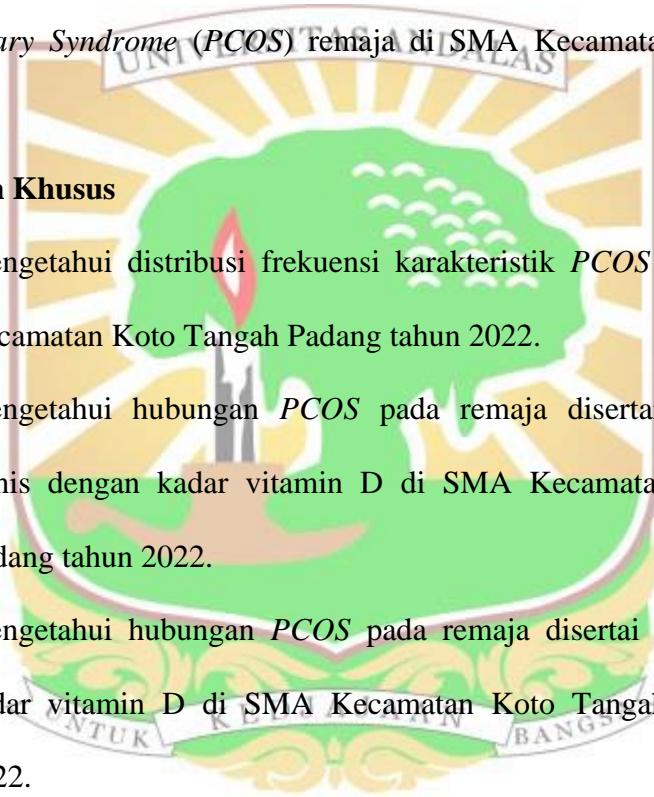 ary Syndrome (PCOS) remaja di SMA Kecamata
UNIVERSITAS ANDALAS
n Khusus
engetahui distribusi frekuensi karakteristik PCOS
ecamatan Koto Tangah Padang tahun 2022.
engetahui hubungan PCOS pada remaja diserta
nis dengan kadar vitamin D di SMA Kecamata
dang tahun 2022.
engetahui hubungan PCOS pada remaja disertai
dar vitamin D di SMA Kecamatan Koto Tanga
UNTUK KEDJAJAAN BANGSA
22.